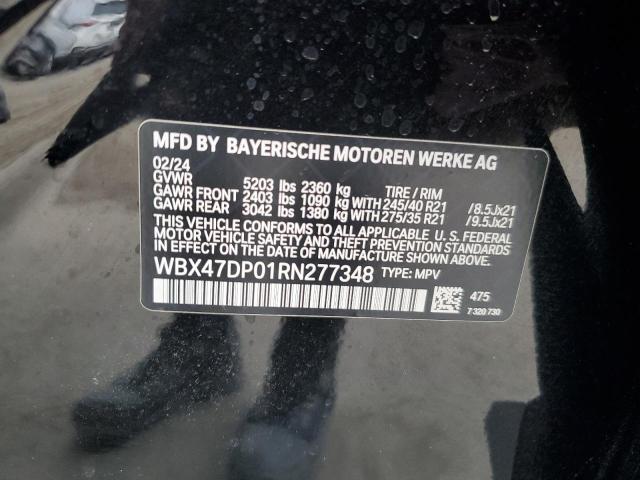 MFD BY BAYERISCHE MOTOREN WERKE AG
02/24
GVWR 5203 lbs 2360 kg TIRE / RIM
GAWR FRONT 2403 lbs 1090 kg WITH 245/40 R21 /8.5Jx21
GAWR REAR 3042 lbs 1380 kg WITH 275/35 R21 /9.5Jx21
THIS VEHICLE CONFORMS TO ALL APPLICABLE U. S. FEDERAL
MOTOR VEHICLE SAFETY AND THEFT PREVENTION STANDARDS
IN EFFECT ON THE DATE OF MANUFACTURE SHOWN ABOVE.
WBX47DP01RN277348 TYPE: MPV
475
7 320 730